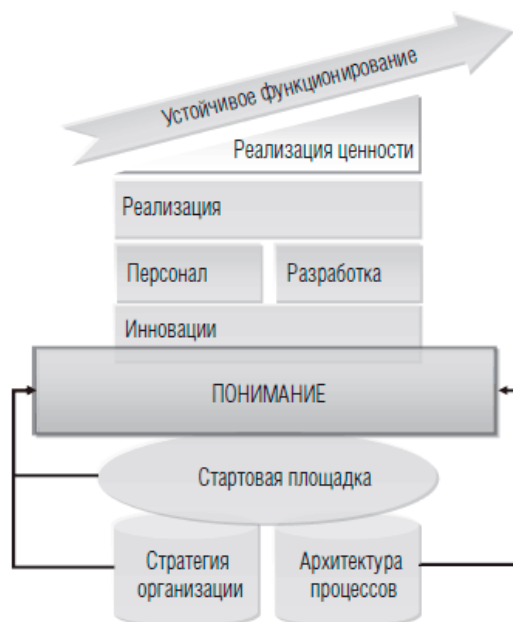 Устойчивое функционирование
Реализация ценности
Реализация
Персонал
Разработка
Инновации
ПОНИМАНИЕ
Стартовая площадка
Стратегия
организации
Архитектура
процессов